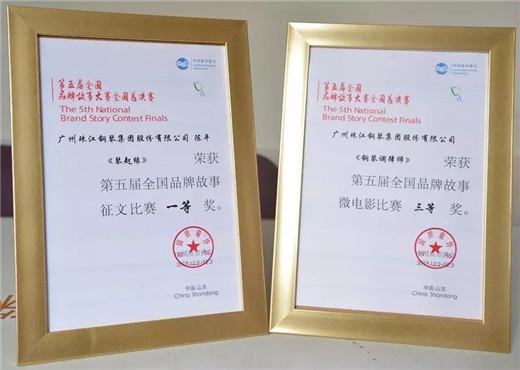 第五届全国
品牌故事大赛全国总决赛
The 5th National
Brand Story Contest Finals
广州珠江钢琴集团股份有限公司 陈平
《琴趣缘》 荣获
第五届全国品牌故事
征文比赛 一等 奖。
中国·山东
China·Shandong
第五届全国
品牌故事大赛全国总决赛
The 5th National
Brand Story Contest Finals
广州珠江钢琴集团股份有限公司
《钢琴调律师》 荣获
第五届全国品牌故事
微电影比赛 三等 奖。
中国·山东
China·Shandong